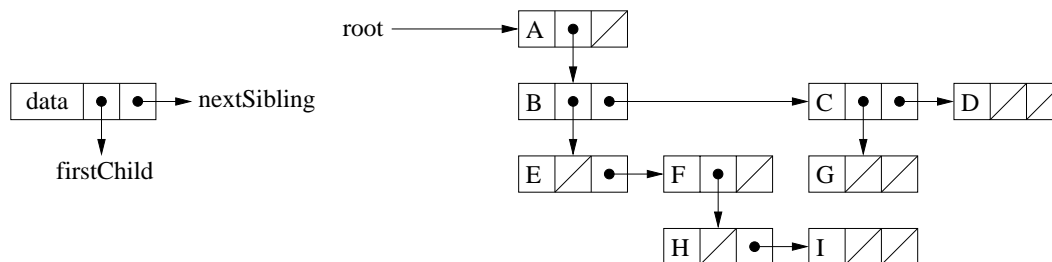 root A
data nextSibling B C D
firstChild E F G
H I